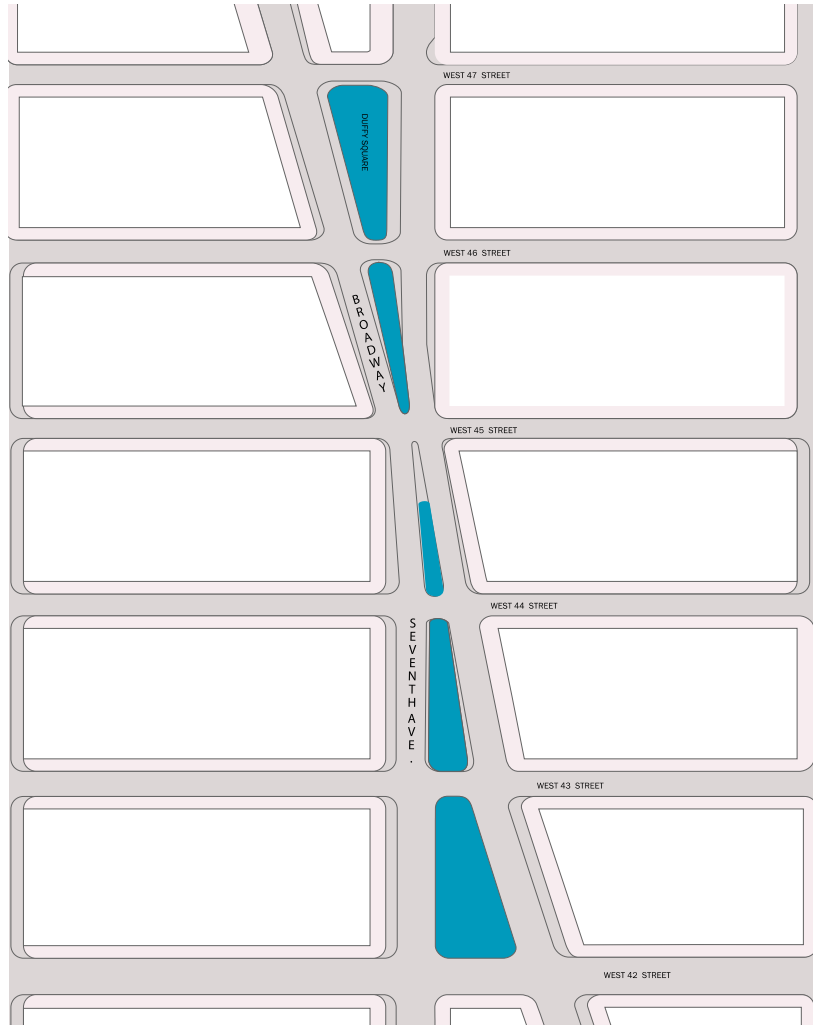 WEST 47 STREET
DUFFY SQUARE
WEST 46 STREET
BROADWAY
WEST 45 STREET
WEST 44 STREET
SEVENTH AVE.
WEST 43 STREET
WEST 42 STREET